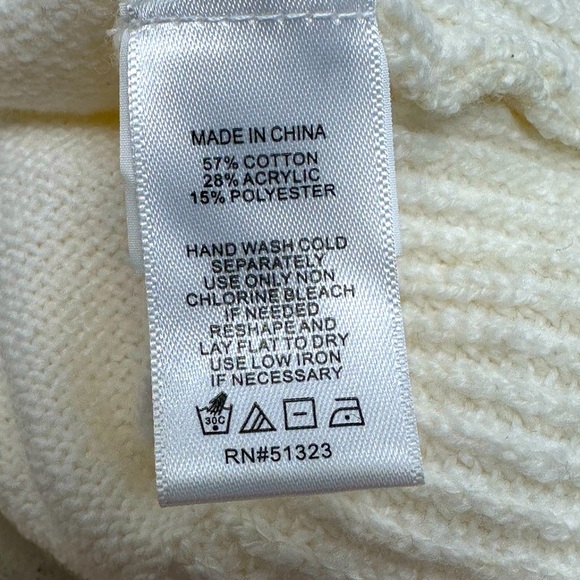 MADE IN CHINA
57% COTTON
28% ACRYLIC
15% POLYESTER
HAND WASH COLD
SEPARATELY
USE ONLY NON
CHLORINE BLEACH
IF NEEDED
RESHAPE AND
LAY FLAT TO DRY
USE LOW IRON
IF NECESSARY
30C
RN#51323